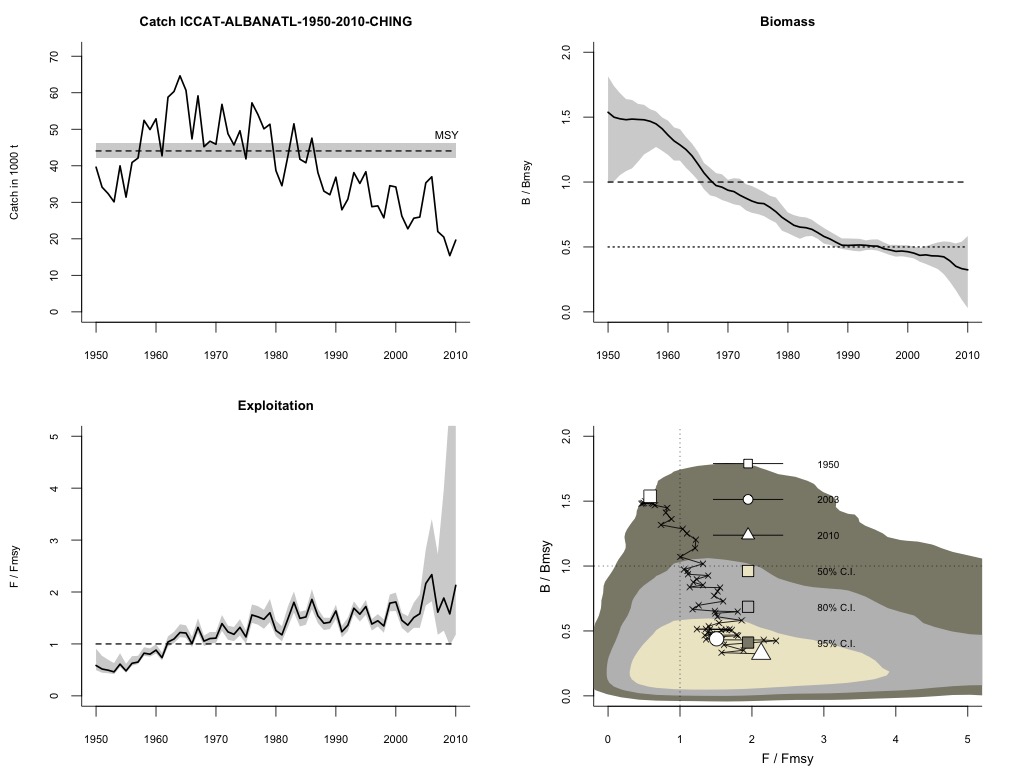 Catch ICCAT-ALBANATL-1950-2010-CHING
Catch in 1000 t
0 10 20 30 40 50 60 70
MSY
1950 1960 1970 1980 1990 2000 2010
Biomass
B / Bmsy
0.0 0.5 1.0 1.5 2.0
1950 1960 1970 1980 1990 2000 2010
Exploitation
F / Fmsy
0 1 2 3 4 5
1950 1960 1970 1980 1990 2000 2010
B / Bmsy
0.0 0.5 1.0 1.5 2.0
1950
2003
2010
50% C.I.
80% C.I.
95% C.I.
0 1 2 3 4 5
F / Fmsy